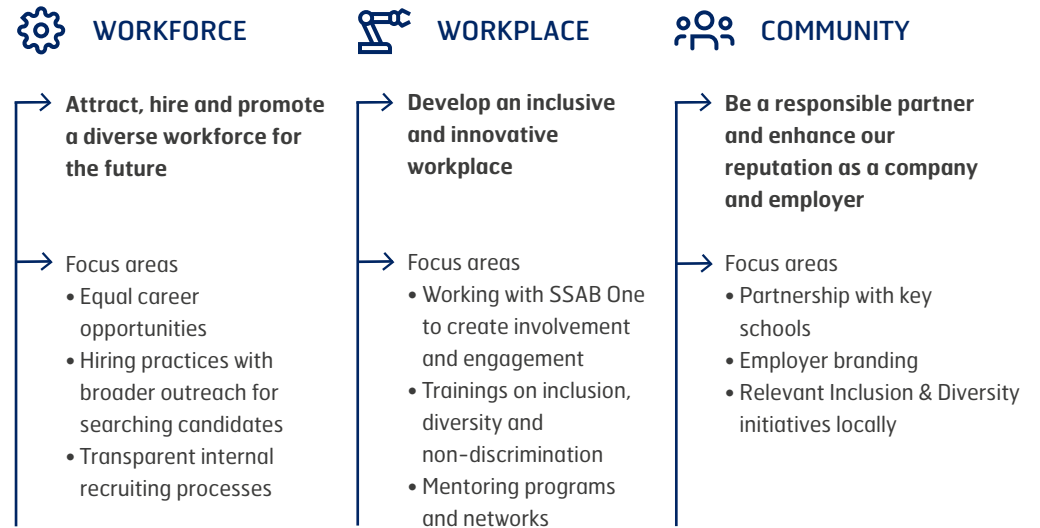 WORKFORCE
Attract, hire and promote
a diverse workforce for
the future
Focus areas
• Equal career
opportunities
• Hiring practices with
broader outreach for
searching candidates
• Transparent internal
recruiting processes
WORKPLACE
Develop an inclusive
and innovative
workplace
Focus areas
• Working with SSAB One
to create involvement
and engagement
• Trainings on inclusion,
diversity and
non-discrimination
• Mentoring programs
and networks
COMMUNITY
Be a responsible partner
and enhance our
reputation as a company
and employer
Focus areas
• Partnership with key
schools
• Employer branding
• Relevant Inclusion & Diversity
initiatives locally